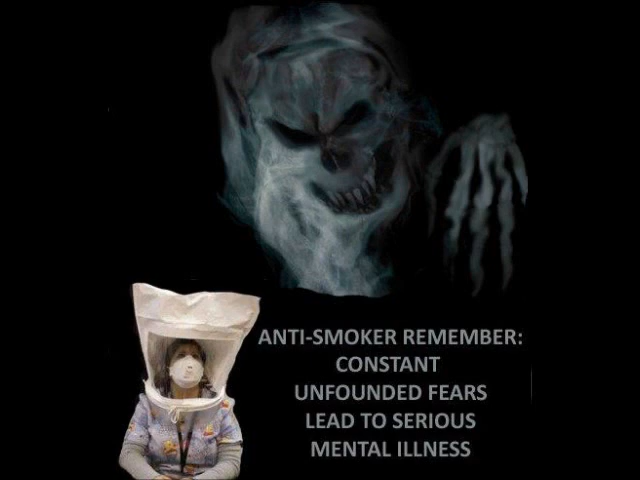 ANTI-SMOKER REMEMBER:
CONSTANT
UNFOUNDED FEARS
LEAD TO SERIOUS
MENTAL ILLNESS